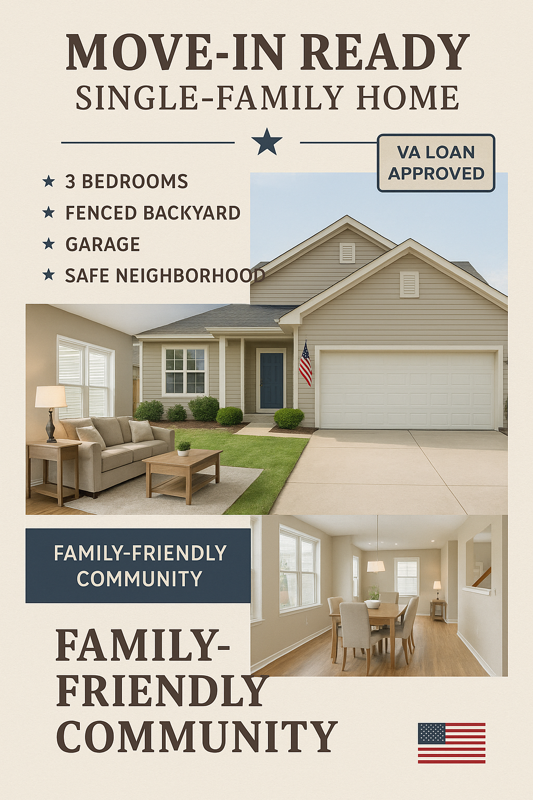 MOVE-IN READY
SINGLE-FAMILY HOME
VA LOAN
APPROVED
3 BEDROOMS
FENCED BACKYARD
GARAGE
SAFE NEIGHBORHOOD
FAMILY-FRIENDLY
COMMUNITY
FAMILY-
FRIENDLY
COMMUNITY